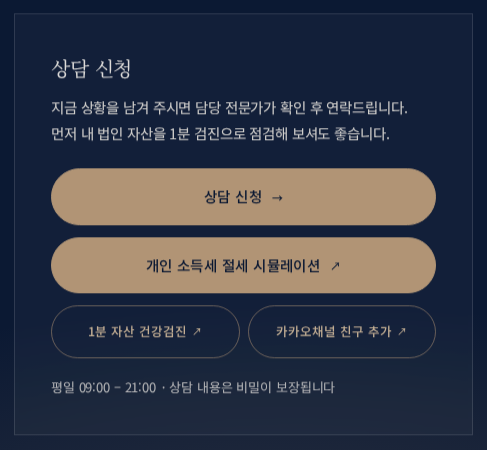 상담 신청
지금 상황을 남겨 주시면 담당 전문가가 확인 후 연락드립니다.
먼저 내 법인 자산을 1분 검진으로 점검해 보셔도 좋습니다.
상담 신청 →
개인 소득세 절세 시뮬레이션 ↗
1분 자산 건강검진 ↗
카카오채널 친구 추가 ↗
평일 09:00 – 21:00 · 상담 내용은 비밀이 보장됩니다